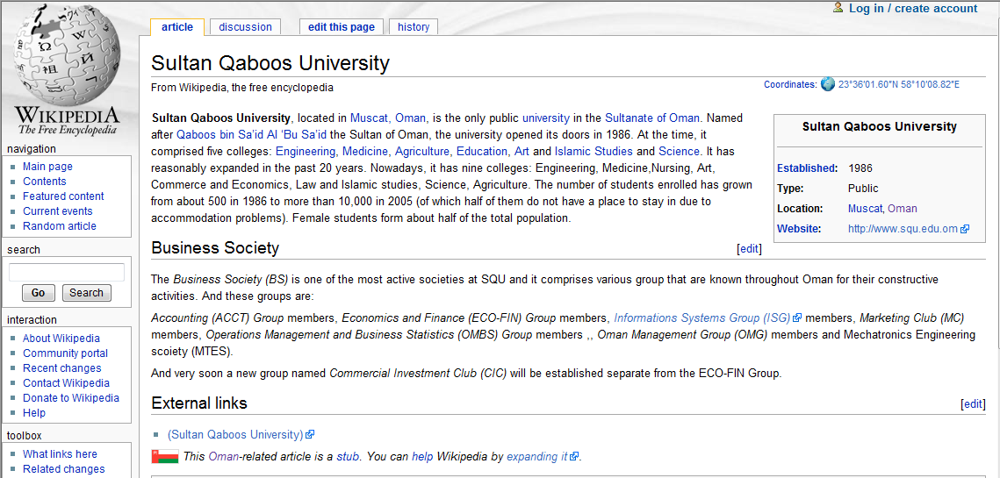 Log in / create account
article
discussion
edit this page
history
WIKIPEDIA
The Free Encyclopedia
navigation
Main page
Contents
Featured content
Current events
Random article
search
Go
Search
interaction
About Wikipedia
Community portal
Recent changes
Contact Wikipedia
Donate to Wikipedia
Help
toolbox
What links here
Related changes
Sultan Qaboos University
From Wikipedia, the free encyclopedia
Coordinates: 23°36′01.60″N 58°10′08.82″E
Sultan Qaboos University, located in Muscat, Oman, is the only public university in the Sultanate of Oman. Named
after Qaboos bin Sa'id Al 'Bu Sa'id the Sultan of Oman, the university opened its doors in 1986. At the time, it
comprised five colleges: Engineering, Medicine, Agriculture, Education, Art and Islamic Studies and Science. It has
reasonably expanded in the past 20 years. Nowadays, it has nine colleges: Engineering, Medicine,Nursing, Art,
Commerce and Economics, Law and Islamic studies, Science, Agriculture. The number of students enrolled has grown
from about 500 in 1986 to more than 10,000 in 2005 (of which half of them do not have a place to stay in due to
accommodation problems). Female students form about half of the total population.
Sultan Qaboos University
Established: 1986
Type: Public
Location: Muscat, Oman
Website: http://www.squ.edu.om
Business Society [edit]
The Business Society (BS) is one of the most active societies at SQU and it comprises various group that are known throughout Oman for their constructive
activities. And these groups are:
Accounting (ACCT) Group members, Economics and Finance (ECO-FIN) Group members, Informations Systems Group (ISG) members, Marketing Club (MC)
members, Operations Management and Business Statistics (OMBS) Group members ,, Oman Management Group (OMG) members and Mechatronics Engineering
scoiety (MTES).
And very soon a new group named Commercial Investment Club (CIC) will be established separate from the ECO-FIN Group.
External links [edit]
(Sultan Qaboos University)
This Oman-related article is a stub. You can help Wikipedia by expanding it.